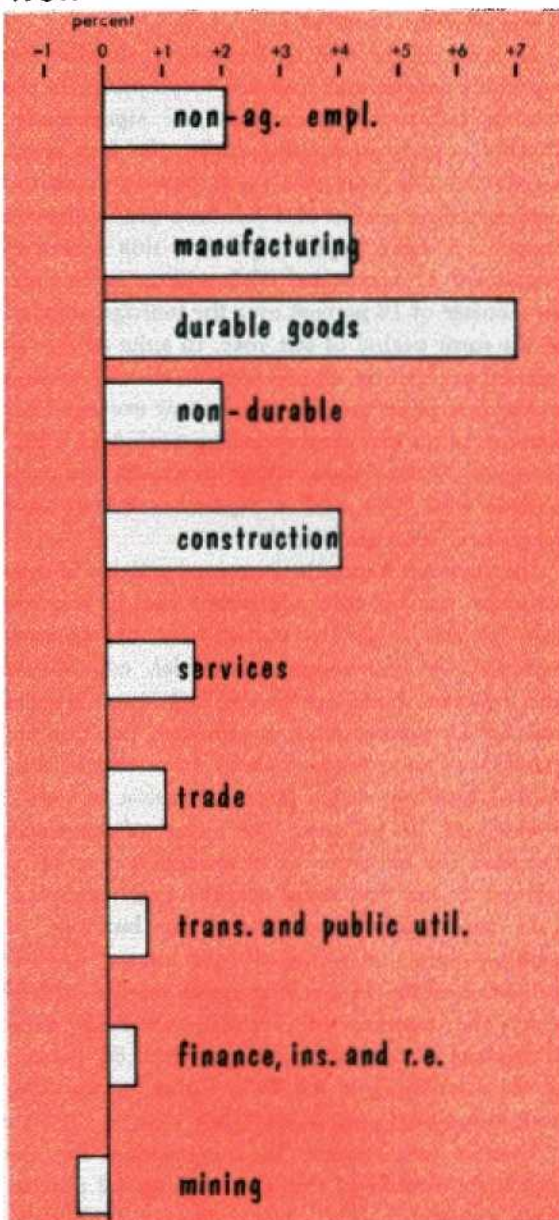 percent
-1 0 +1 +2 +3 +4 +5 +6 +7
non-ag. empl.
manufacturing
durable goods
non-durable
construction
services
trade
trans. and public util.
finance, ins. and r.e.
mining